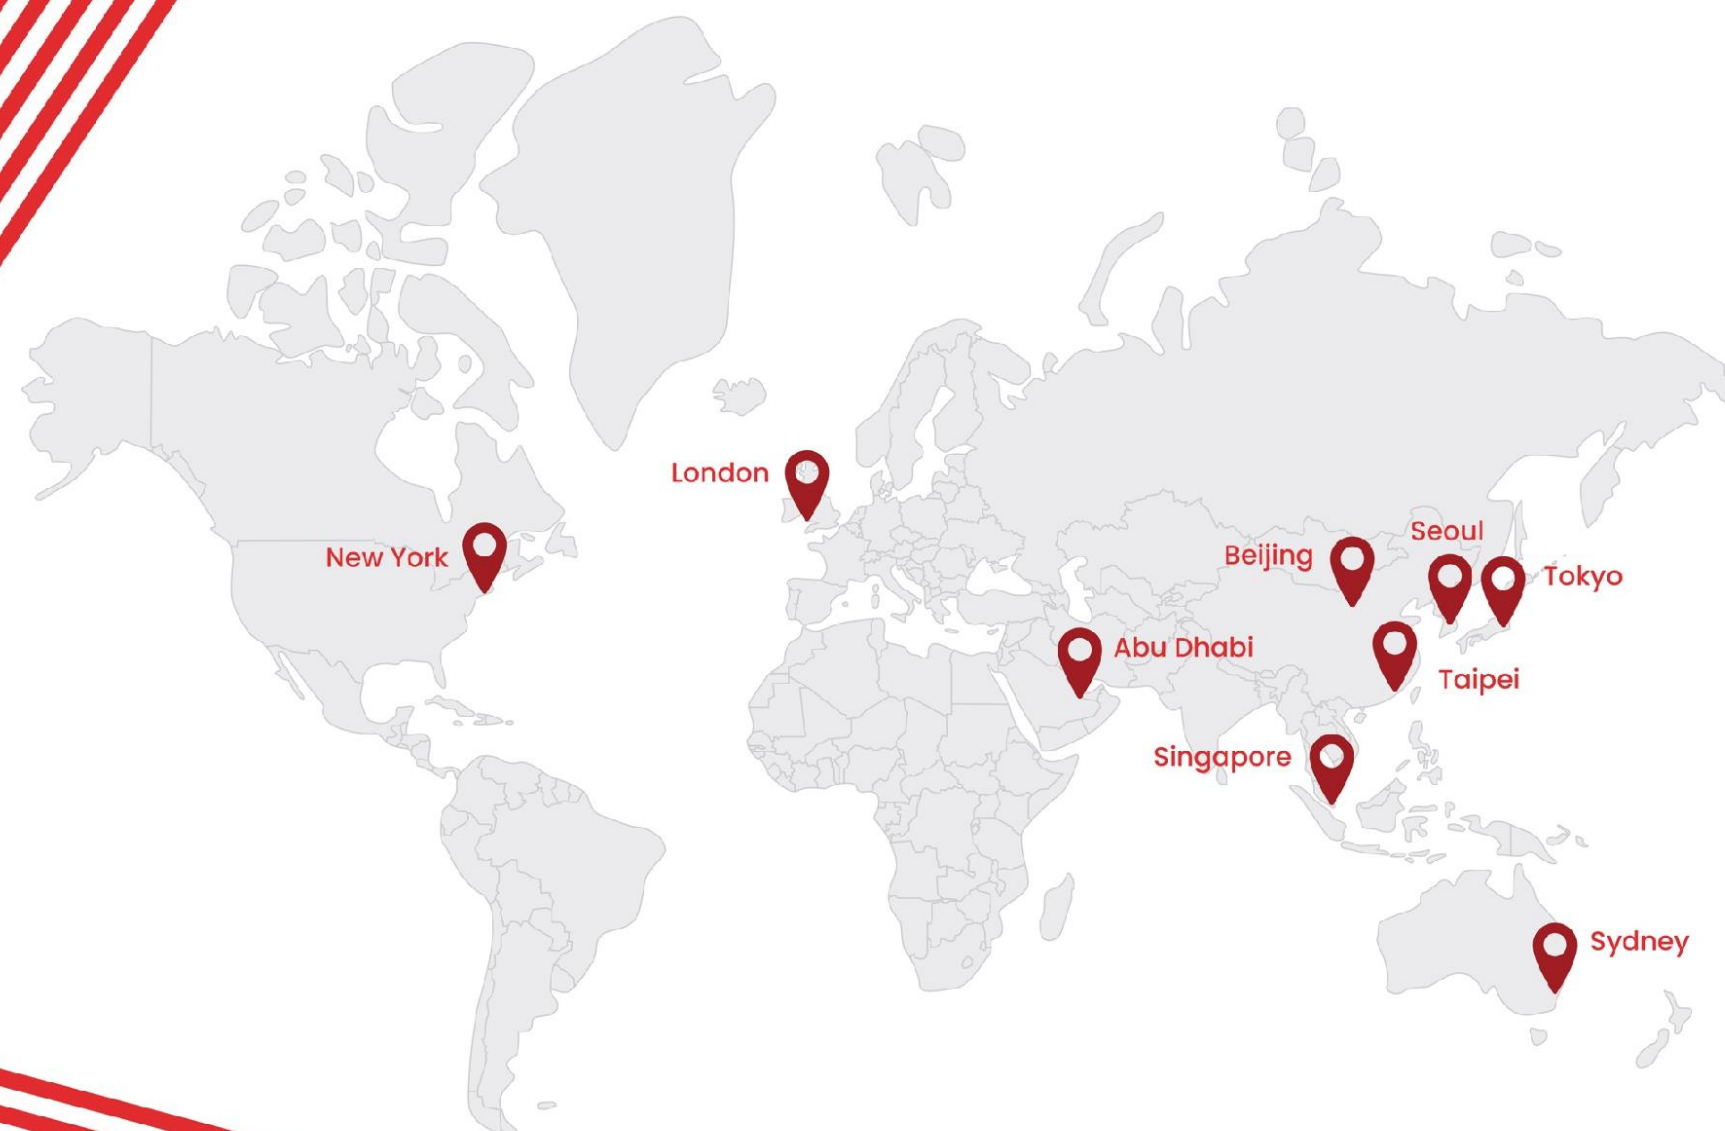 London
Seoul
New York
Beijing
Tokyo
Abu Dhabi
Taipei
Singapore
Sydney